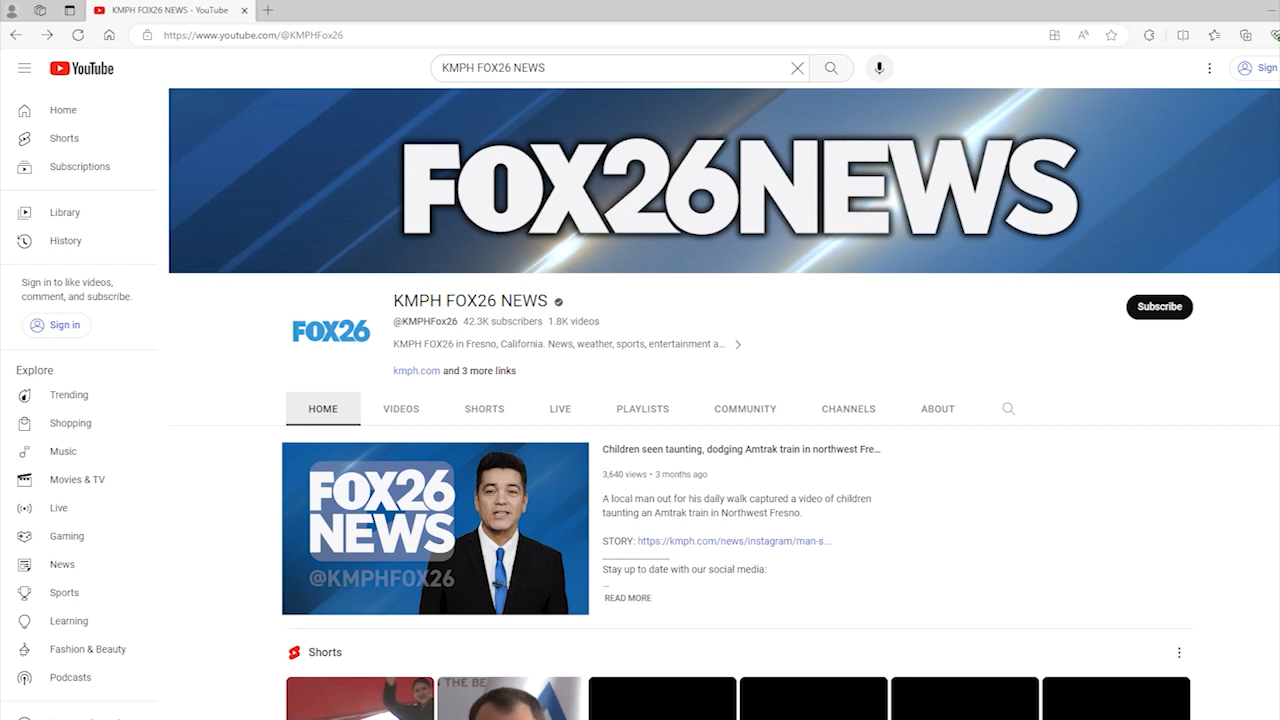 KMPH FOX26 NEWS - YouTube
https://www.youtube.com/@KMPHFox26
YouTube
KMPH FOX26 NEWS
Sign
Home
Shorts
Subscriptions
Library
History
Sign in to like videos,
comment, and subscribe.
Sign in
Explore
Trending
Shopping
Music
Movies & TV
Live
Gaming
News
Sports
Learning
Fashion & Beauty
Podcasts
FOX26NEWS
FOX26
KMPH FOX26 NEWS
@KMPHFox26 42.3K subscribers 1.8K videos
KMPH FOX26 in Fresno, California. News, weather, sports, entertainment a...
kmph.com and 3 more links
Subscribe
HOME VIDEOS SHORTS LIVE PLAYLISTS COMMUNITY CHANNELS ABOUT
FOX26
NEWS
@KMPHFOX26
Children seen taunting, dodging Amtrak train in northwest Fre...
3,640 views • 3 months ago
A local man out for his daily walk captured a video of children
taunting an Amtrak train in Northwest Fresno.
STORY: https://kmph.com/news/instagram/man-s...
Stay up to date with our social media:
...
READ MORE
Shorts
THE BE